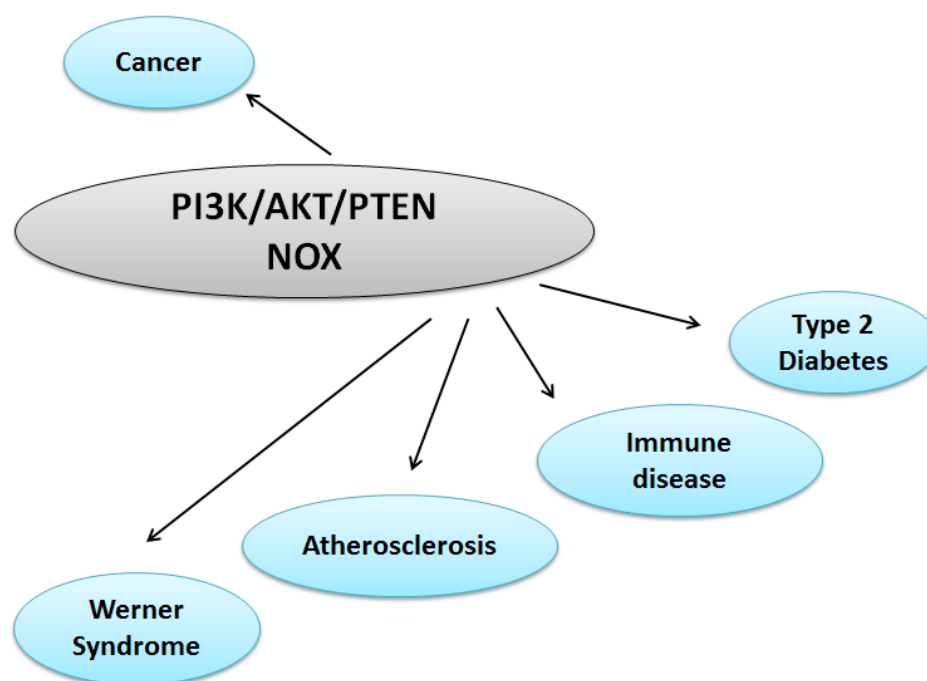 Cancer
PI3K/AKT/PTEN
NOX
Type 2
Diabetes
Immune
disease
Atherosclerosis
Werner
Syndrome